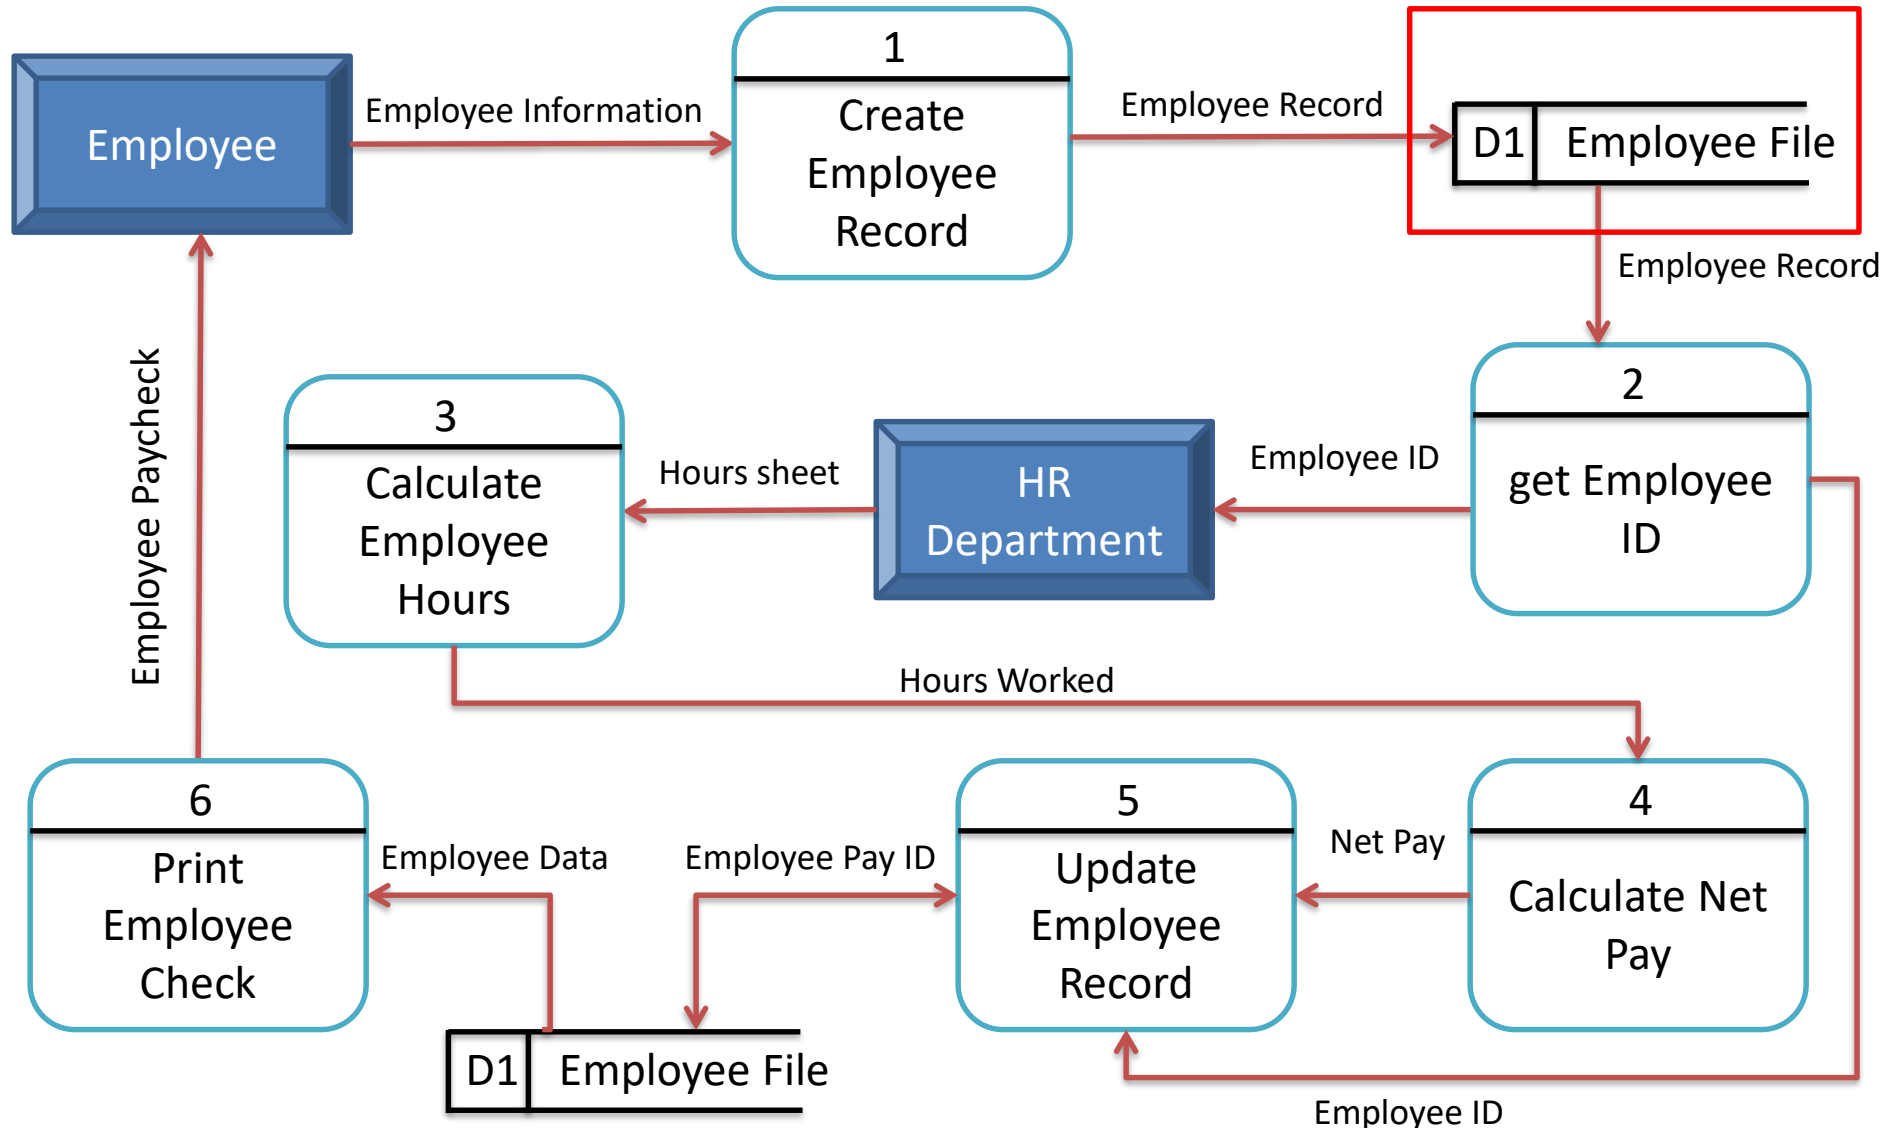 1
Employee Information
Employee Record
Employee
Create
Employee
Record
D1
Employee File
Employee Record
Employee Paycheck
3
Calculate
Employee
Hours
Hours sheet
HR
Department
Employee ID
2
get Employee
ID
Hours Worked
6
Print
Employee
Check
Employee Data
Employee Pay ID
5
Update
Employee
Record
Net Pay
4
Calculate Net
Pay
D1
Employee File
Employee ID